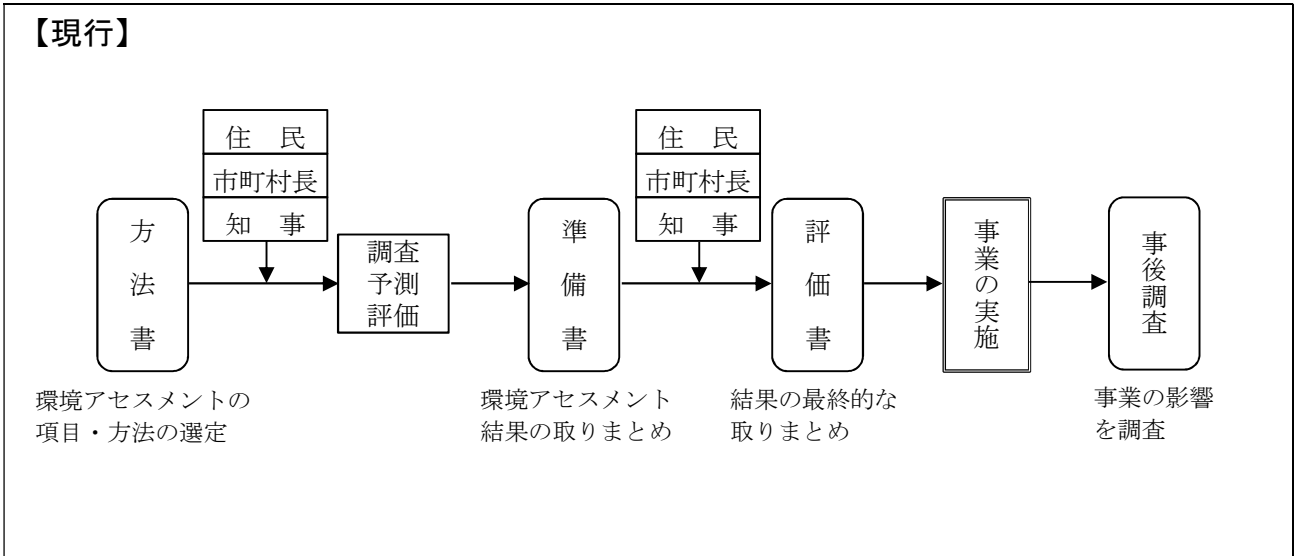 【現行】
住 民
市町村長
知 事
住 民
市町村長
知 事
方法書
調査
予測
評価
準備書
評価書
事業の実施
事後調査
環境アセスメントの
項目・方法の選定
環境アセスメント
結果の取りまとめ
結果の最終的な
取りまとめ
事業の影響
を調査